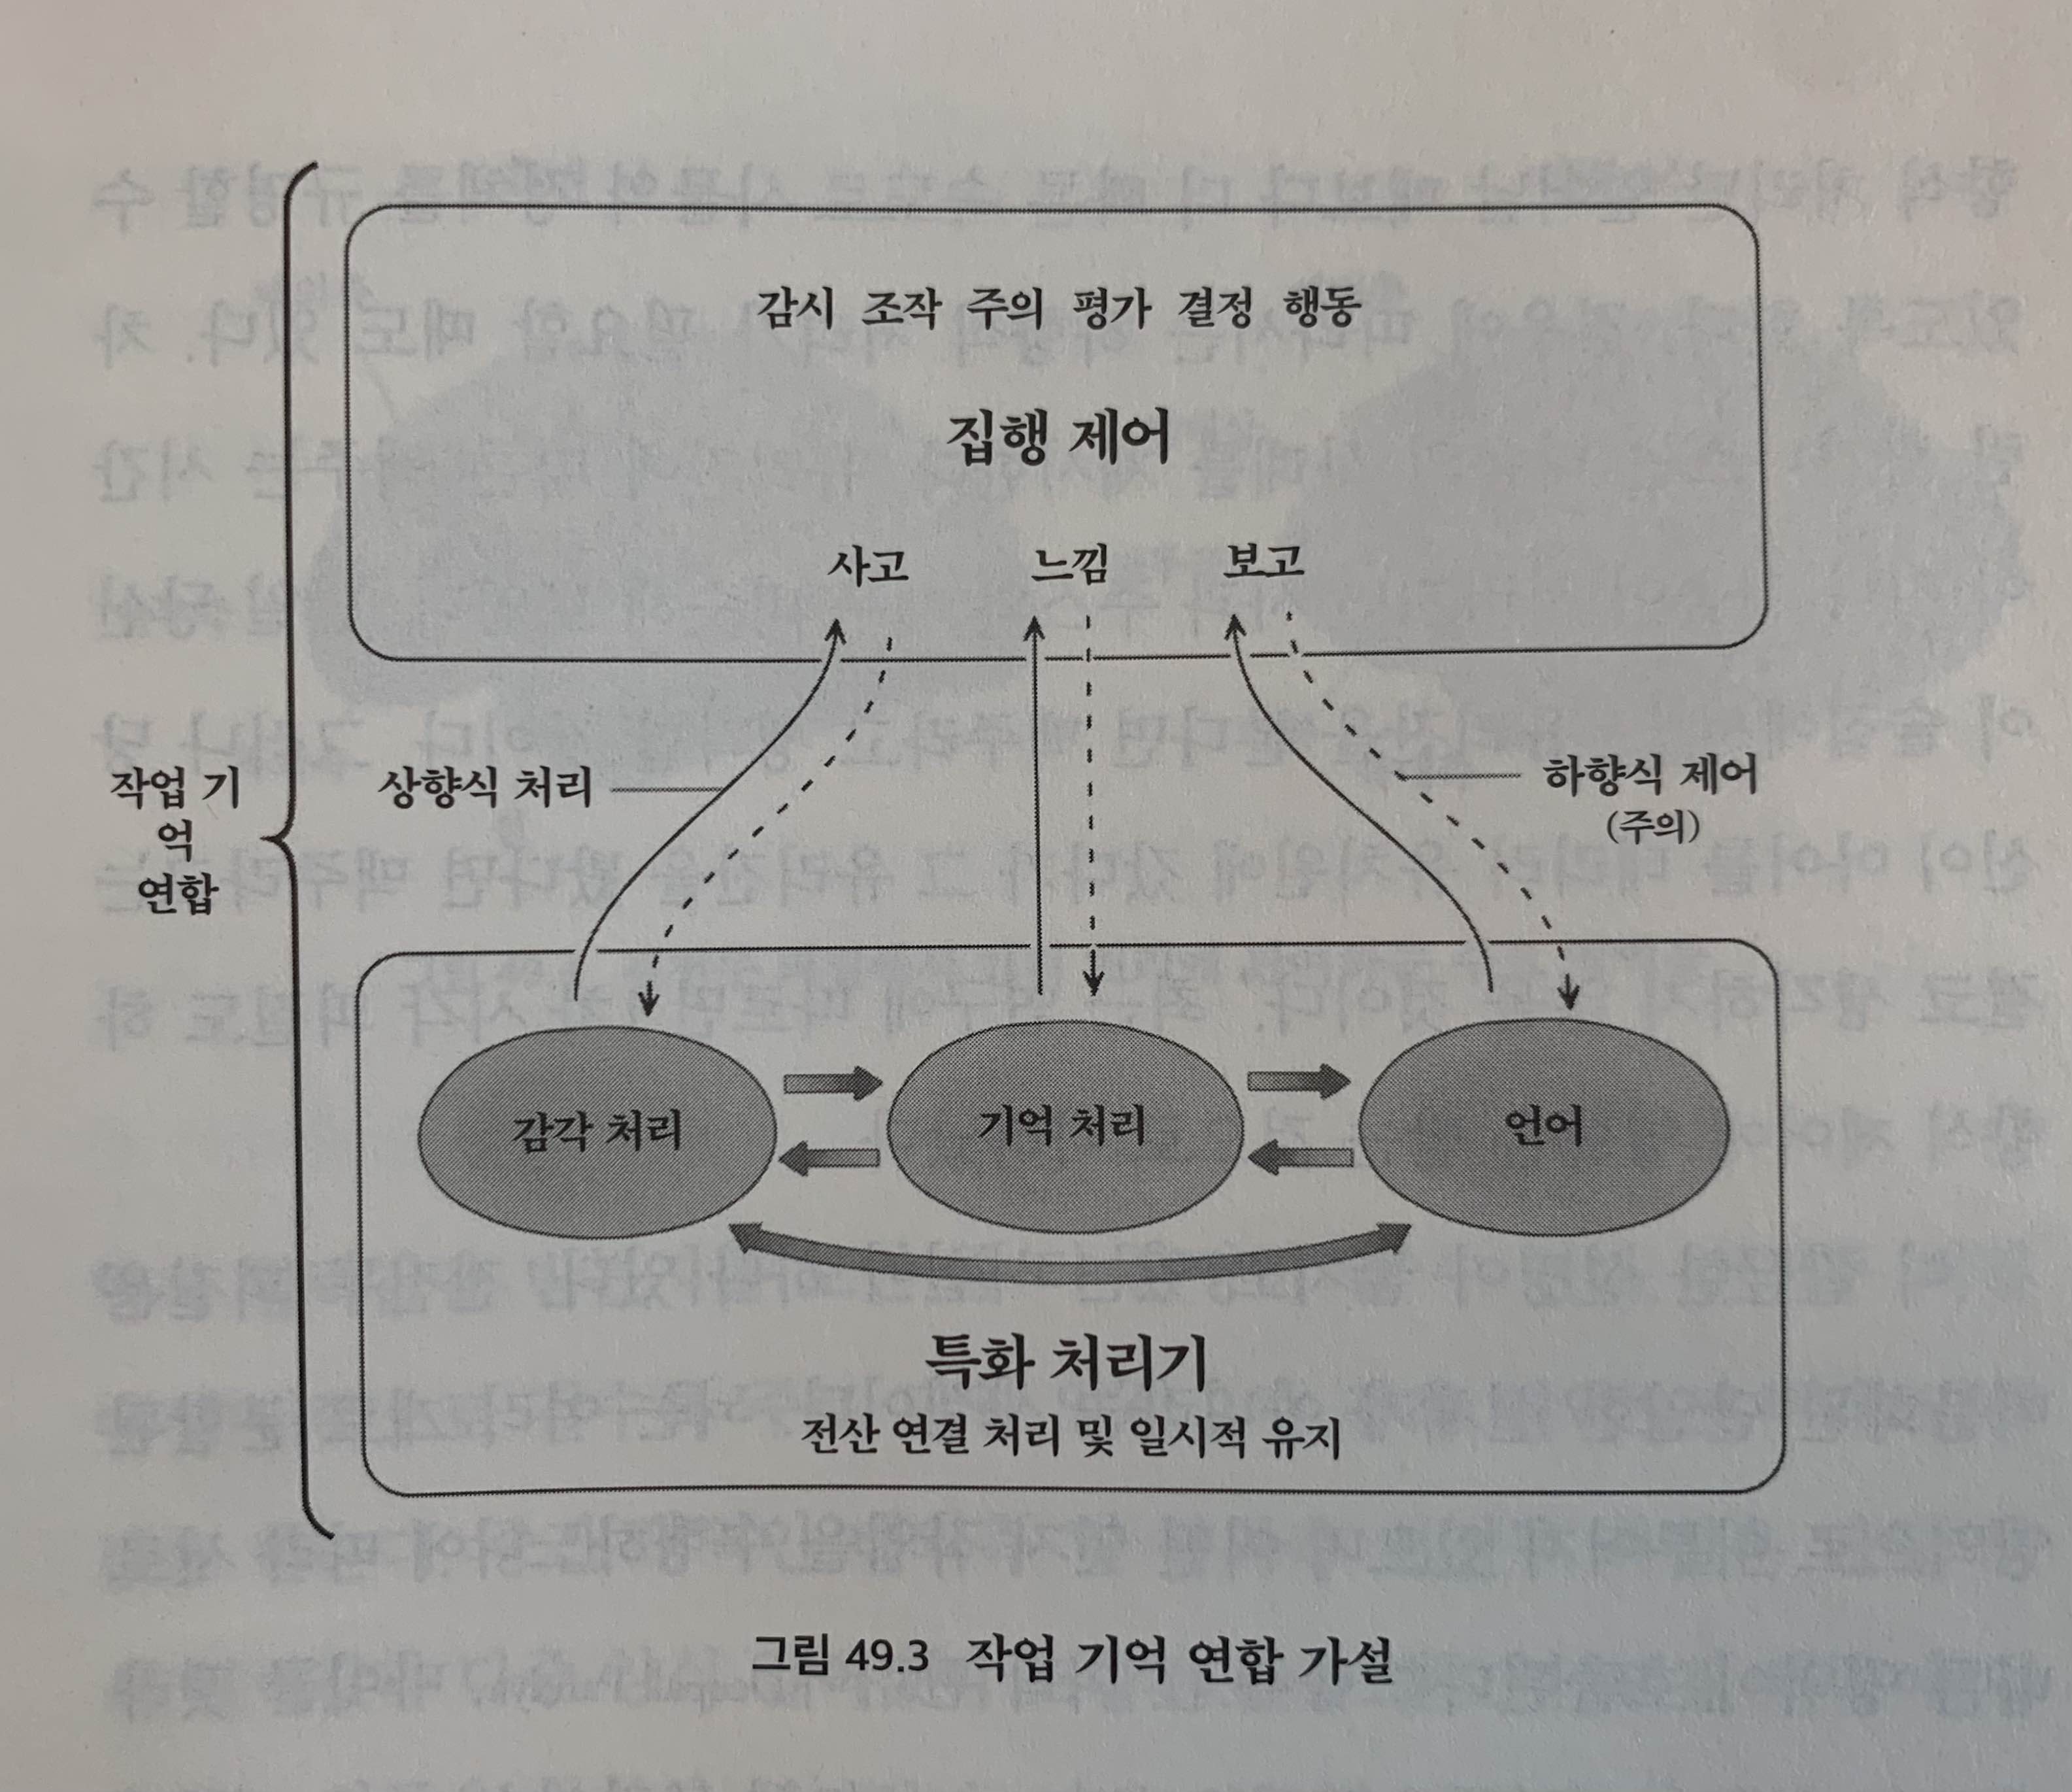 감시 조작 주의 평가 결정 행동
집행 제어
사고 느낌 보고
작업 기
억
연합
상향식 처리
하향식 제어
(주의)
감각 처리
기억 처리
언어
특화 처리기
전산 연결 처리 및 일시적 유지
그림 49.3 작업 기억 연합 가설